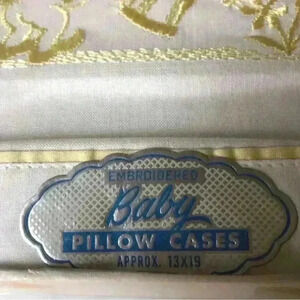 EMBROIDERED
Baby
PILLOW CASES
APPROX. 13X19